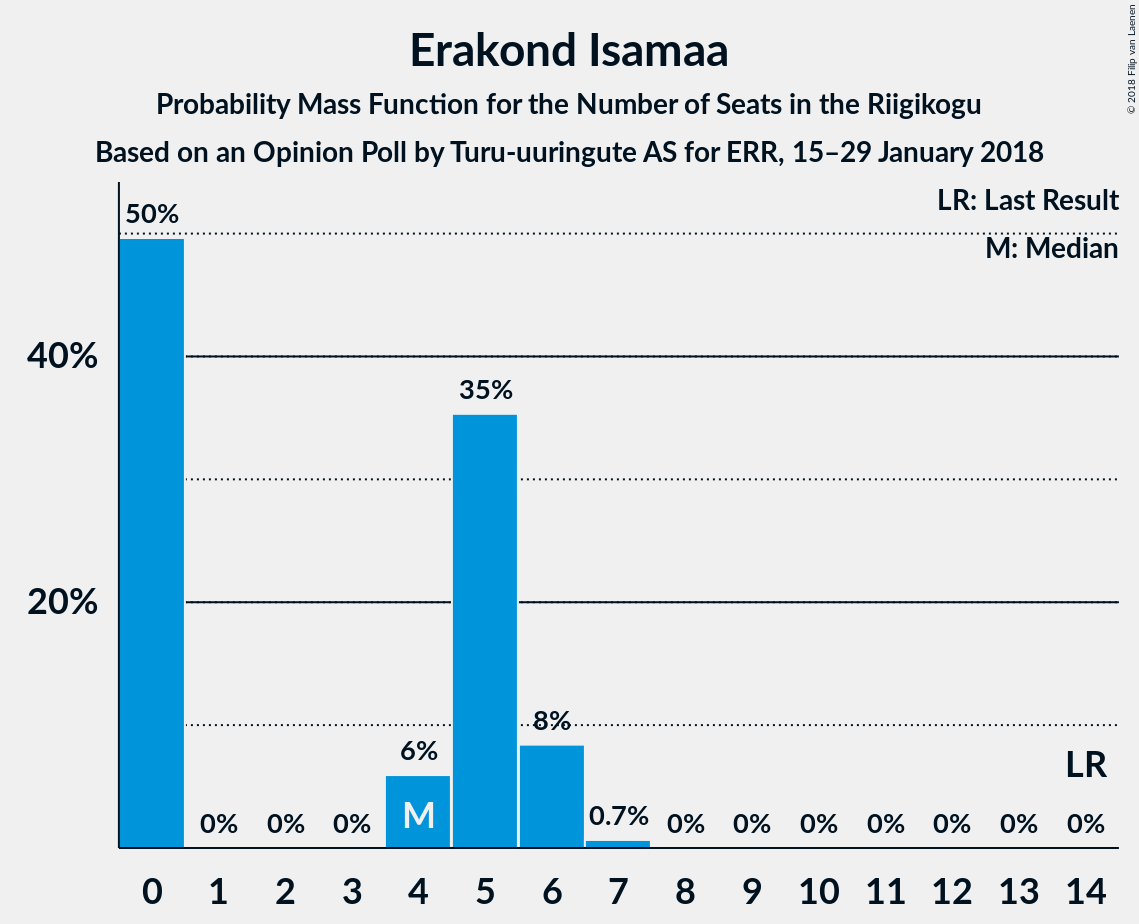 Erakond Isamaa
Probability Mass Function for the Number of Seats in the Riigikogu
Based on an Opinion Poll by Turu-uuringute AS for ERR, 15–29 January 2018
© 2018 Filip van Laenen
LR: Last Result
M: Median
50%
40%
35%
20%
8%
6%
LR
M
0.7%
0% 0% 0% 0% 0% 0% 0% 0% 0% 0%
0 1 2 3 4 5 6 7 8 9 10 11 12 13 14